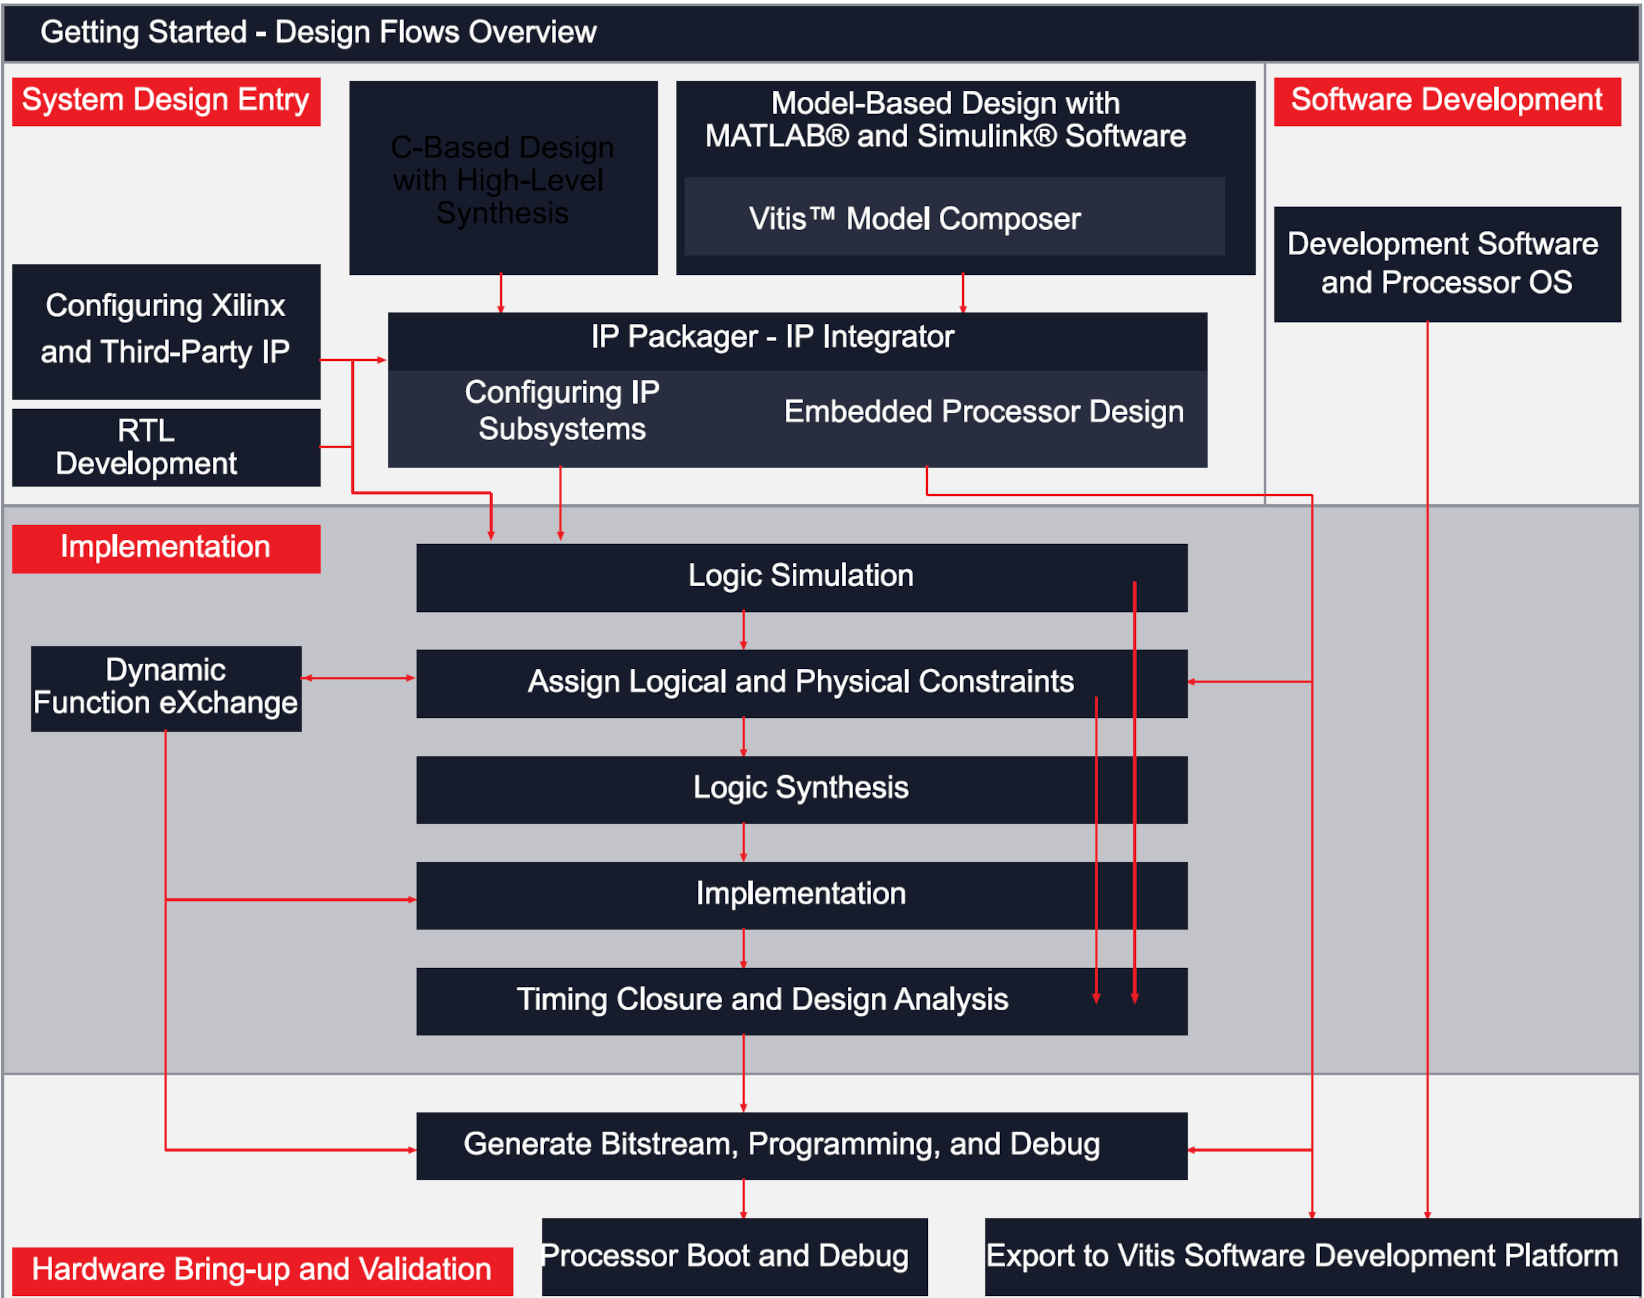 Getting Started - Design Flows Overview
System Design Entry
C-Based Design
with High-Level
Synthesis
Model-Based Design with
MATLAB® and Simulink® Software
Vitis™ Model Composer
Software Development
Development Software
and Processor OS
Configuring Xilinx
and Third-Party IP
RTL
Development
IP Packager - IP Integrator
Configuring IP
Subsystems
Embedded Processor Design
Implementation
Logic Simulation
Dynamic
Function eXchange
Assign Logical and Physical Constraints
Logic Synthesis
Implementation
Timing Closure and Design Analysis
Generate Bitstream, Programming, and Debug
Hardware Bring-up and Validation
Processor Boot and Debug
Export to Vitis Software Development Platform